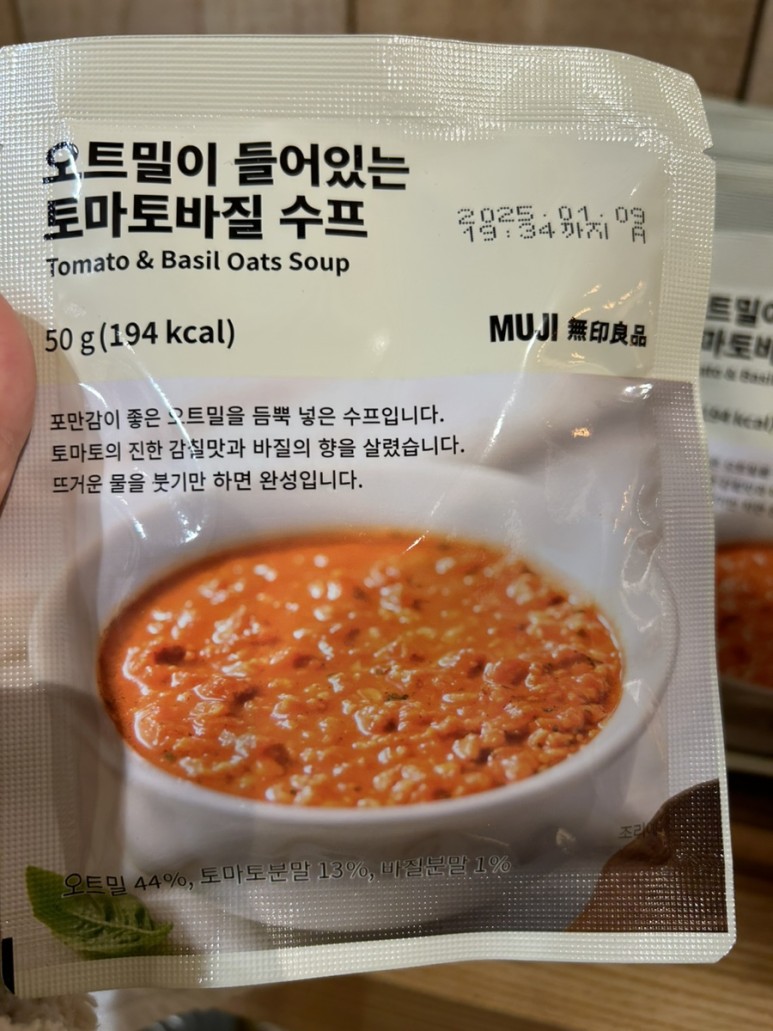 오트밀이 들어있는
토마토바질 수프
Tomato & Basil Oats Soup
2025.01.09
19:34까지 A
50 g(194 kcal)
MUJI 無印良品
포만감이 좋은 오트밀을 듬뿍 넣은 수프입니다.
토마토의 진한 감칠맛과 바질의 향을 살렸습니다.
뜨거운 물을 붓기만 하면 완성입니다.
오트밀 44%, 토마토분말 13%, 바질분말 1%